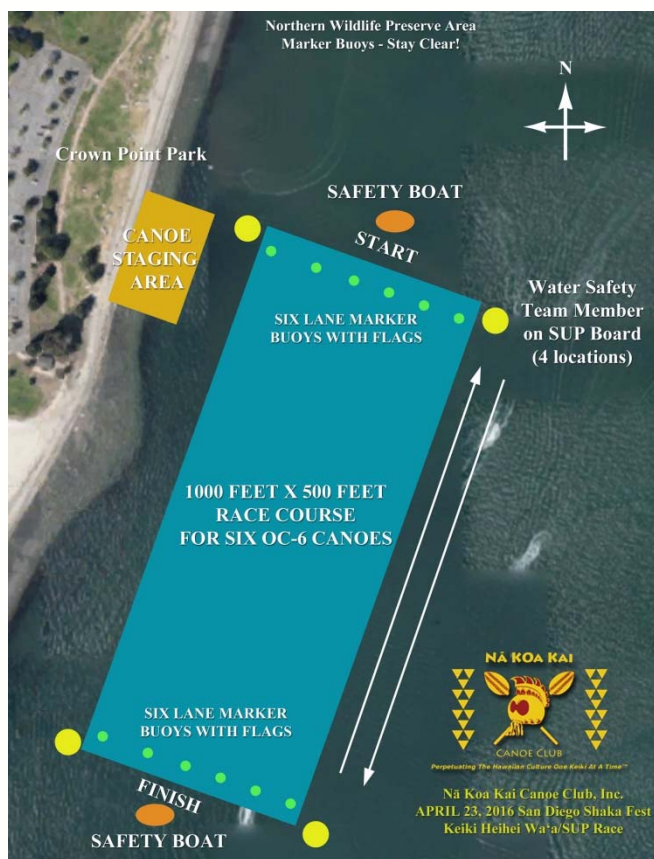 Northern Wildlife Preserve Area
Marker Buoys - Stay Clear!
N
Crown Point Park
SAFETY BOAT
START
CANOE
STAGING
AREA
Water Safety
Team Member
on SUP Board
(4 locations)
SIX LANE MARKER
BUOYS WITH FLAGS
1000 FEET X 500 FEET
RACE COURSE
FOR SIX OC-6 CANOES
SIX LANE MARKER
BUOYS WITH FLAGS
FINISH
SAFETY BOAT
NĀ KOA KAI
CANOE CLUB
Perpetuating The Hawaiian Culture One Keiki At A Time™
Nā Koa Kai Canoe Club, Inc.
APRIL 23, 2016 San Diego Shaka Fest
Keiki Heihei Wa'a/SUP Race